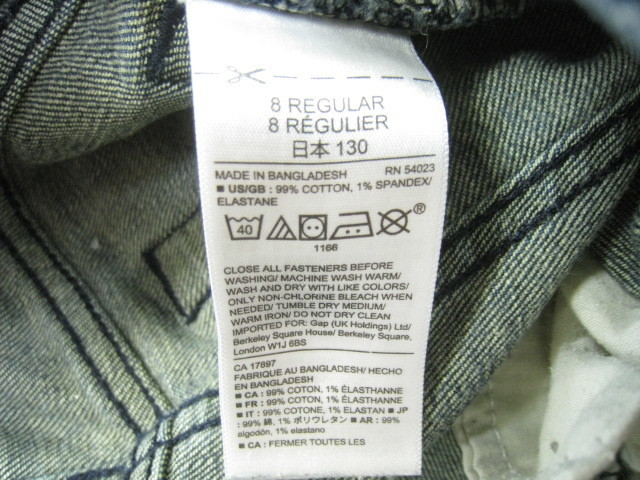 8 REGULAR
8 RÉGULIER
日本 130
MADE IN BANGLADESH RN 54023
■ US/GB : 99% COTTON, 1% SPANDEX/
ELASTANE
40 ®
1166
CLOSE ALL FASTENERS BEFORE
WASHING/ MACHINE WASH WARM/
WASH AND DRY WITH LIKE COLORS/
ONLY NON-CHLORINE BLEACH WHEN
NEEDED/ TUMBLE DRY MEDIUM/
WARM IRON/ DO NOT DRY CLEAN
IMPORTED FOR: Gap (UK Holdings) Ltd/
Berkeley Square House/ Berkeley Square,
London W1J 6BS
CA 17897
FABRIQUE AU BANGLADESH/ HECHO
EN BANGLADESH
■ CA : 99% COTON, 1% ÉLASTHANNE
■ FR : 99% COTON, 1% ÉLASTHANNE
■ IT : 99% COTONE, 1% ELASTAN ■ JP
: 99% 綿, 1% ポリウレタン ■ AR : 99%
algodón, 1% elastano
■ CA : FERMER TOUTES LES